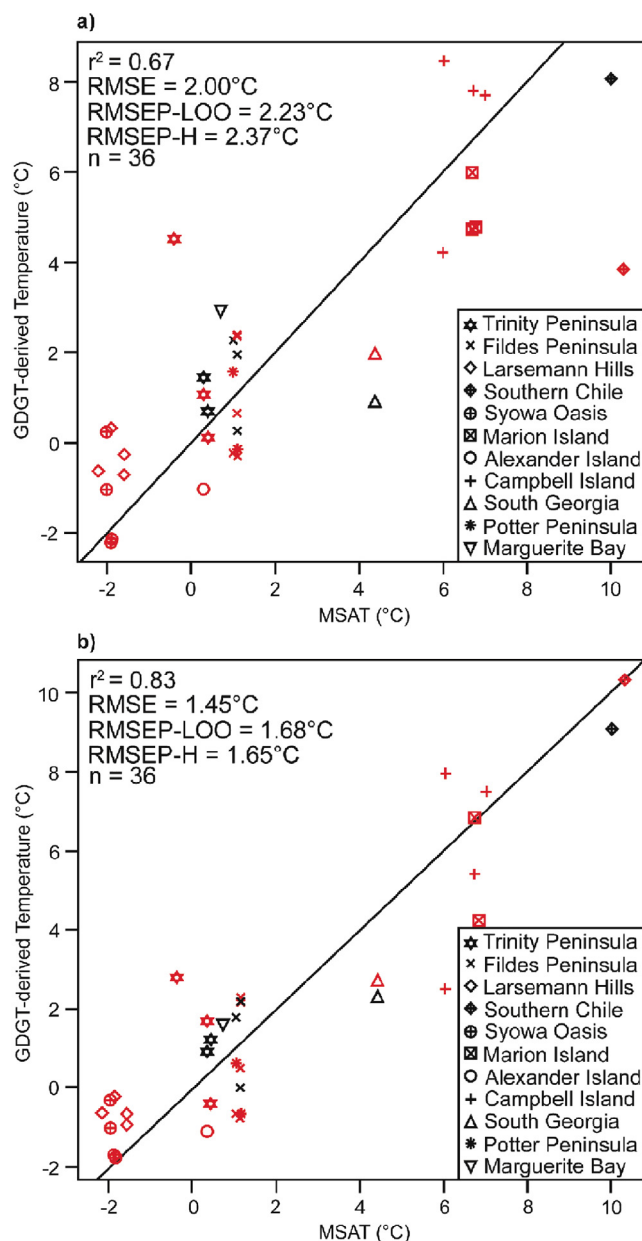 a)
r² = 0.67
RMSE = 2.00°C
RMSEP-LOO = 2.23°C
RMSEP-H = 2.37°C
n = 36
8
6
4
2
0
-2
GDGT-derived Temperature (°C)
Trinity Peninsula
Fildes Peninsula
Larsemann Hills
Southern Chile
Syowa Oasis
Marion Island
Alexander Island
Campbell Island
South Georgia
Potter Peninsula
Marguerite Bay
-2 0 2 4 6 8 10
MSAT (°C)
b)
r² = 0.83
RMSE = 1.45°C
RMSEP-LOO = 1.68°C
RMSEP-H = 1.65°C
n = 36
10
8
6
4
2
0
-2
GDGT-derived Temperature (°C)
Trinity Peninsula
Fildes Peninsula
Larsemann Hills
Southern Chile
Syowa Oasis
Marion Island
Alexander Island
Campbell Island
South Georgia
Potter Peninsula
Marguerite Bay
-2 0 2 4 6 8 10
MSAT (°C)